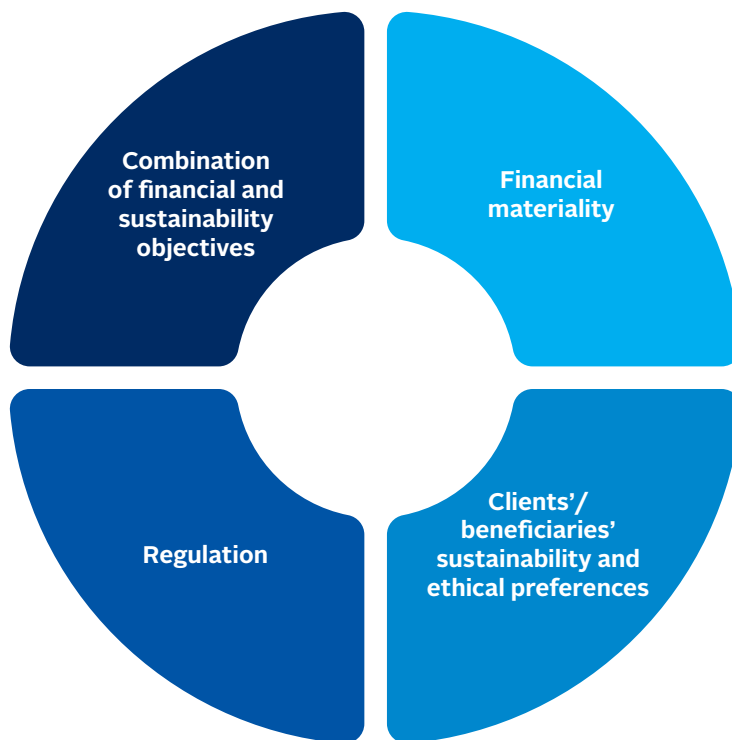 Combination
of financial and
sustainability
objectives
Financial
materiality
Regulation
Clients’/
beneficiaries’
sustainability and
ethical preferences